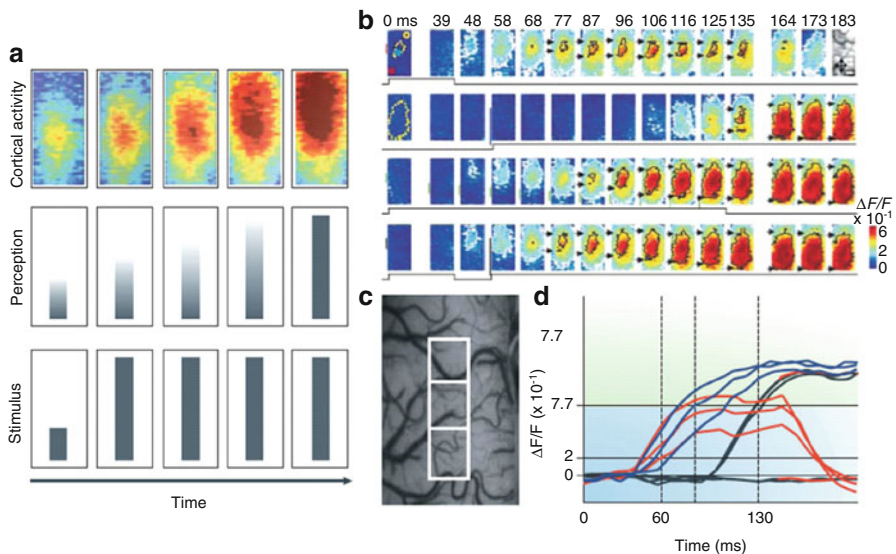 a
Cortical activity
Perception
Stimulus
Time
b
0 ms 39 48 58 68 77 87 96 106 116 125 135 164 173 183
ΔF/F
x 10⁻¹
6
4
2
0
c
d
ΔF/F (x 10⁻¹)
7.7
7.7
2
0
0 60 130
Time (ms)